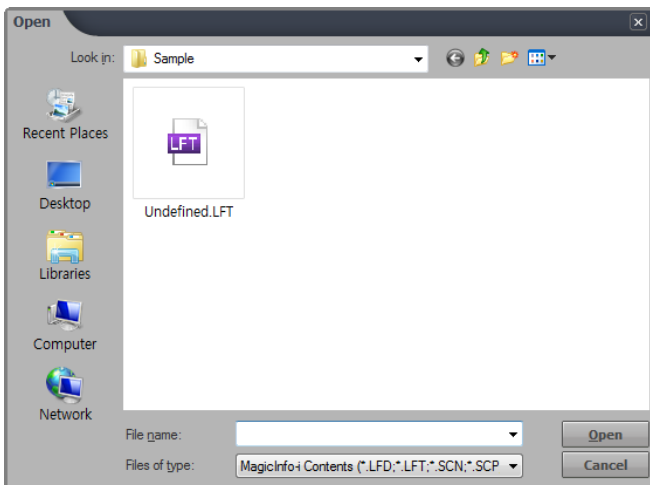 Open
Look in:
Sample
Recent Places
Desktop
Libraries
Computer
Network
LFT
Undefined.LFT
File name:
Open
Files of type:
MagicInfo-i Contents (*.LFD;*.LFT;*.SCN;*.SCP
Cancel